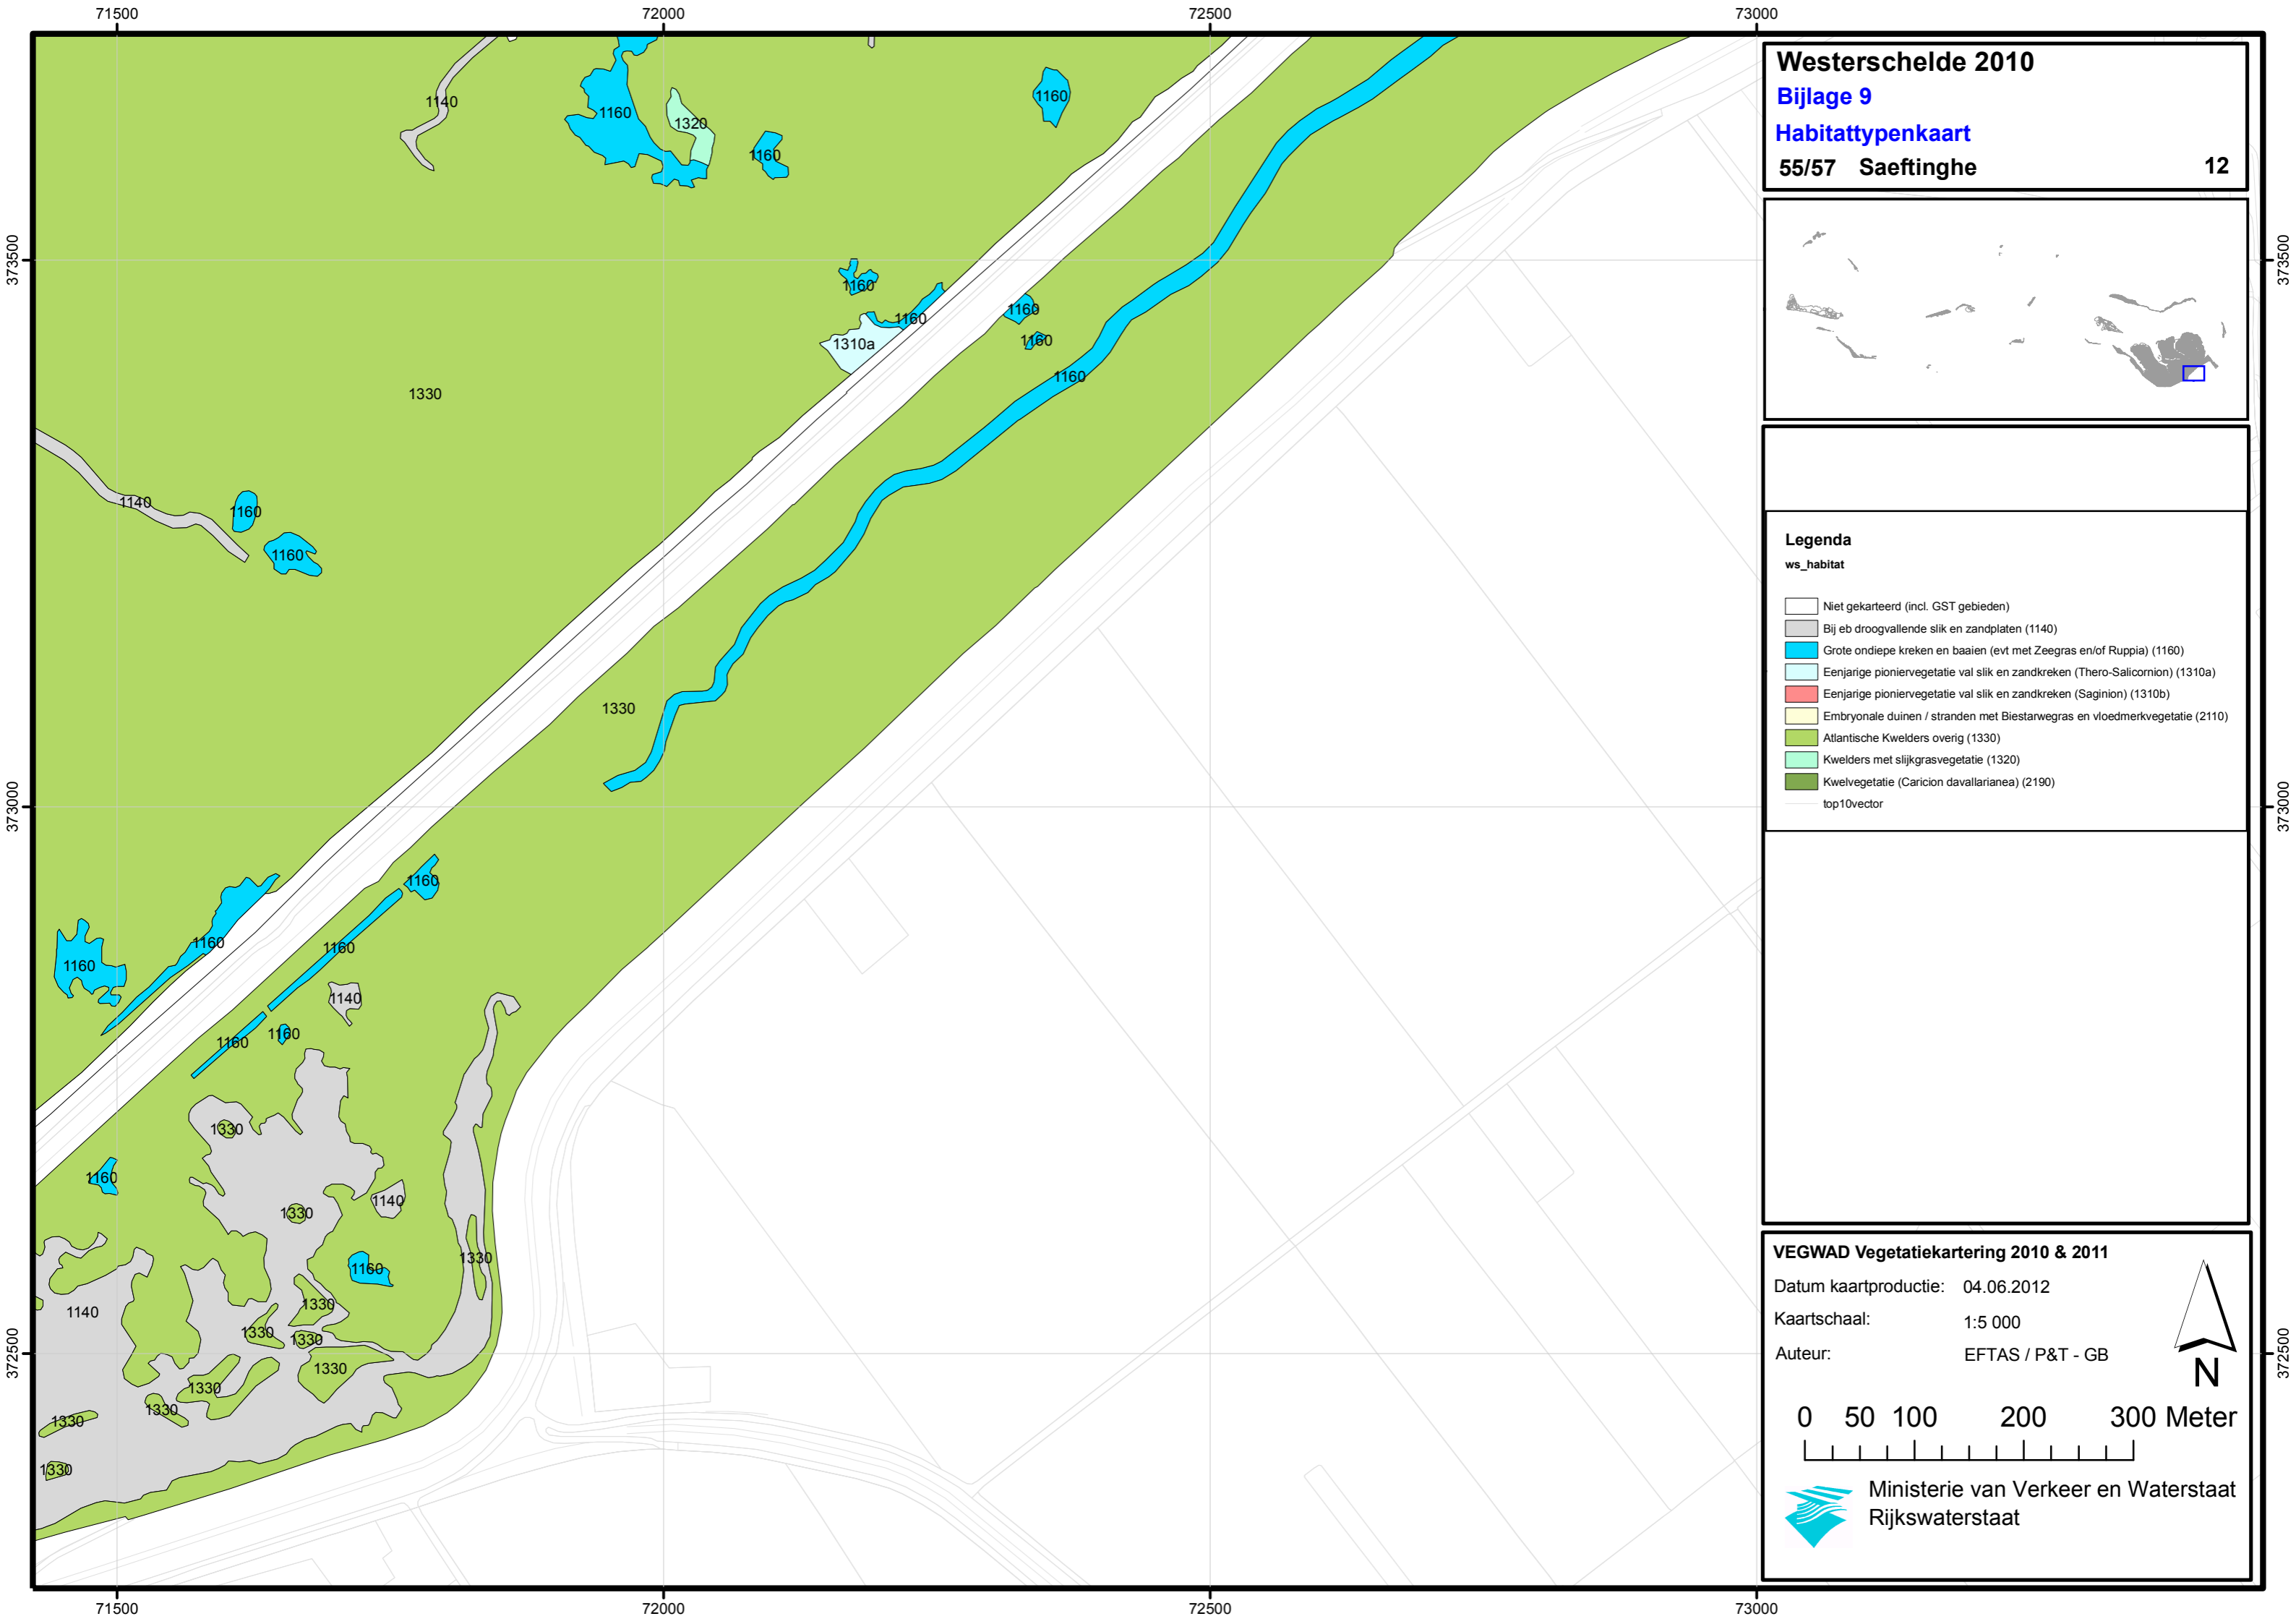 71500 72000 72500 73000
Westerschelde 2010
Bijlage 9
Habitattypenkaart
55/57 Saeftinghe 12
1140
1160
1320
1160
1160
373500
373500
1160
1160
1310a
1160
1160
1160
1330
1140
1160
1160
Legenda
ws_habitat
Niet gekarteerd (incl. GST gebieden)
Bij eb droogvallende slik en zandplaten (1140)
Grote ondiepe kreken en baaien (evt met Zeegras en/of Ruppia) (1160)
Eenjarige pioniervegetatie val slik en zandkreken (Thero-Salicornion) (1310a)
Eenjarige pioniervegetatie val slik en zandkreken (Saginion) (1310b)
Embryonale duinen / stranden met Biestarwegras en vloedmerkvegetatie (2110)
Atlantische Kwelders overig (1330)
Kwelders met slijkgrasvegetatie (1320)
Kwelvegetatie (Caricion davallarianea) (2190)
top10vector
1330
373000
373000
1160
1160
1160
1160
1140
1160
1160
1330
1160
1140
1330
1330
1160
1140
1330
1330
1330
1330
1330
1330
1330
1330
372500
372500
VEGWAD Vegetatiekartering 2010 & 2011
Datum kaartproductie: 04.06.2012
Kaartschaal: 1:5 000
Auteur: EFTAS / P&T - GB
N
0 50 100 200 300 Meter
Ministerie van Verkeer en Waterstaat
Rijkswaterstaat
71500 72000 72500 73000